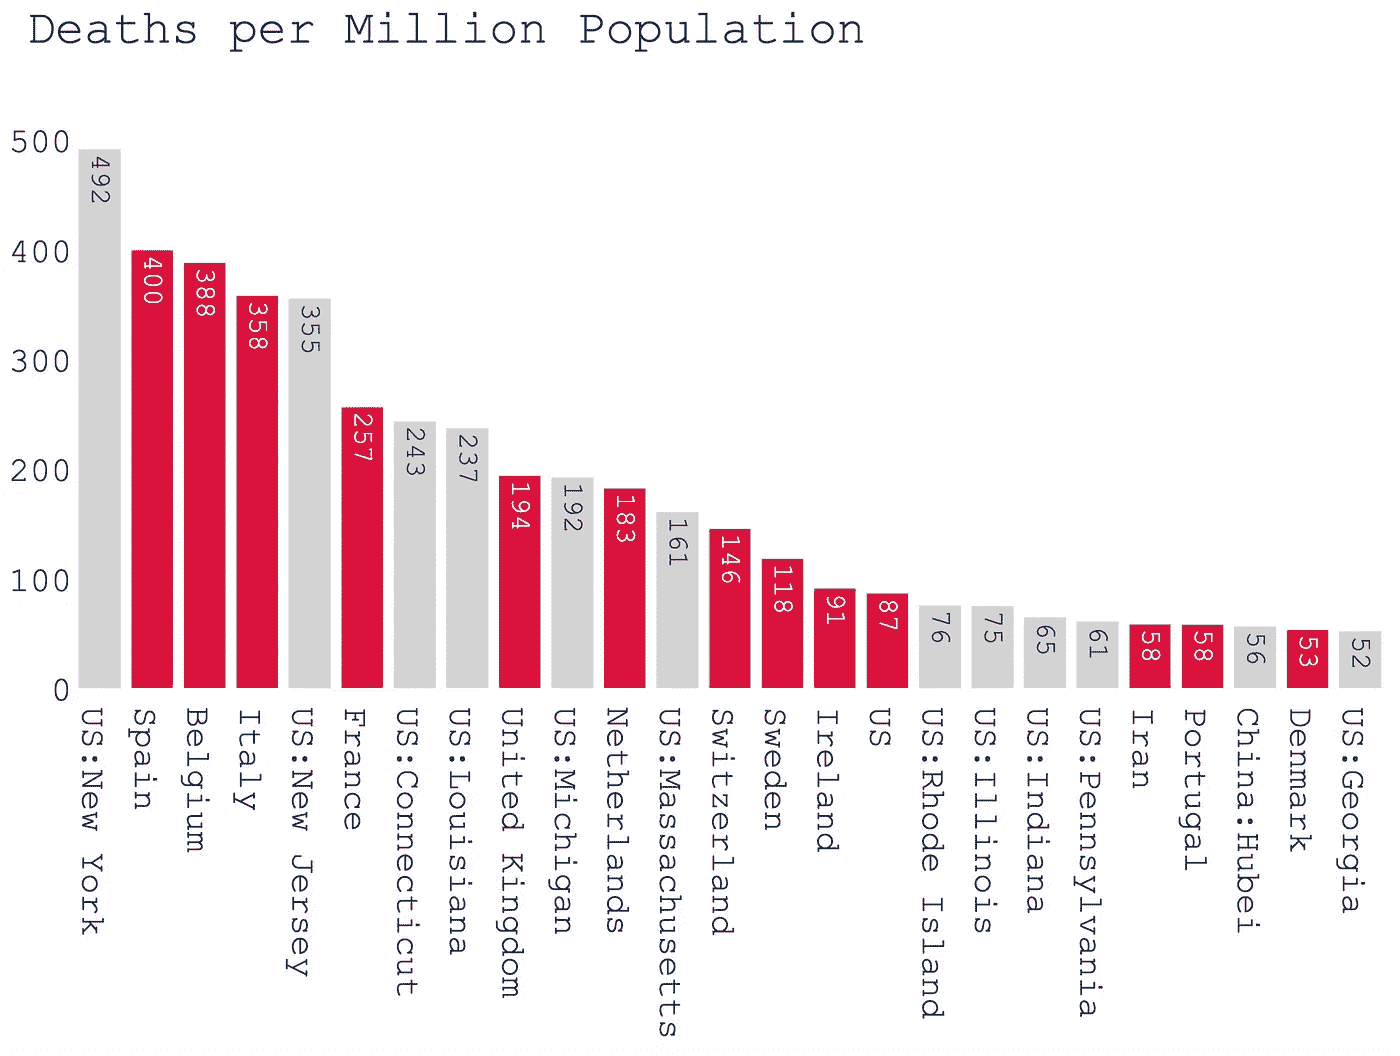 Deaths per Million Population
500
400
300
200
100
0
492
400
388
358
355
257
243
237
194
192
183
161
146
118
91
87
76
75
65
61
58
58
56
53
52
US:New York
Spain
Belgium
Italy
US:New Jersey
France
US:Connecticut
US:Louisiana
United Kingdom
US:Michigan
Netherlands
US:Massachusetts
Switzerland
Sweden
Ireland
US
US:Rhode Island
US:Illinois
US:Indiana
US:Pennsylvania
Iran
Portugal
China:Hubei
Denmark
US:Georgia